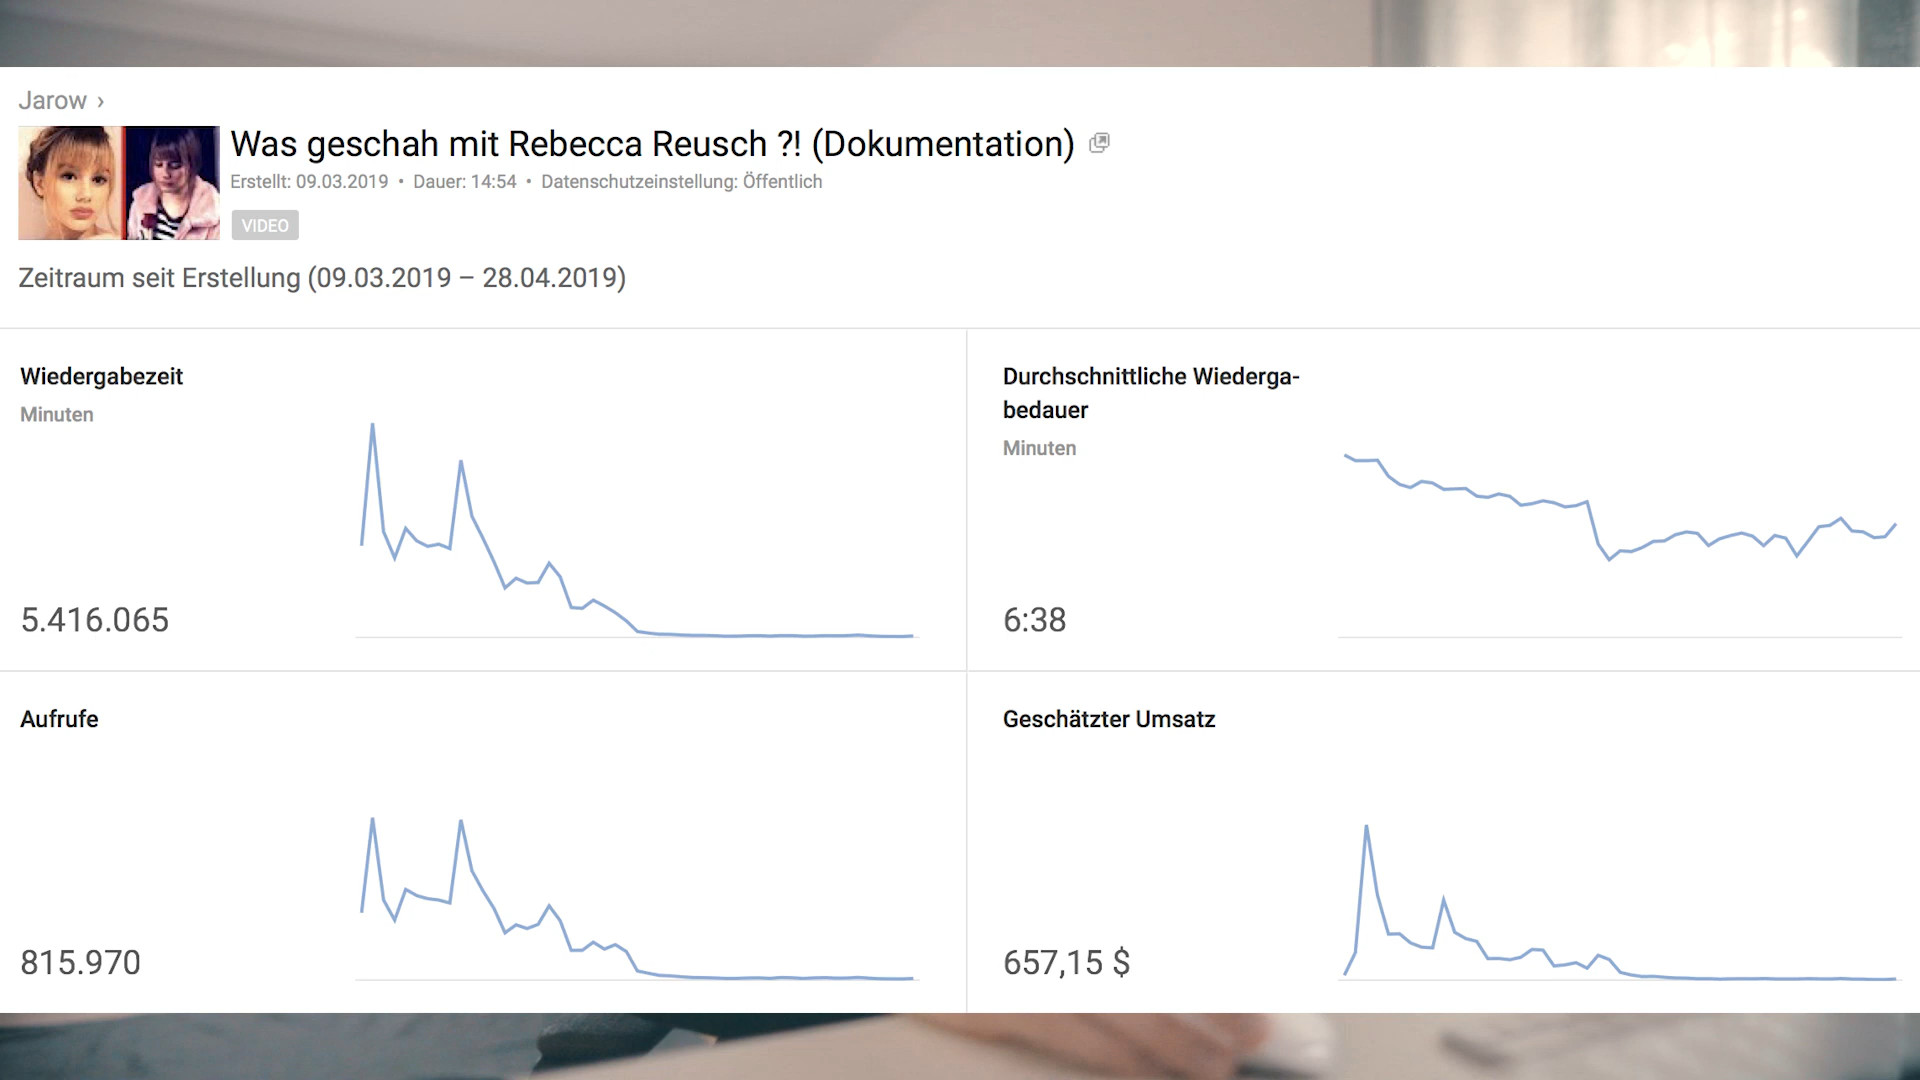 Jarow ›
Was geschah mit Rebecca Reusch ?! (Dokumentation)
Erstellt: 09.03.2019 • Dauer: 14:54 • Datenschutzeinstellung: Öffentlich
VIDEO
Zeitraum seit Erstellung (09.03.2019 – 28.04.2019)
Wiedergabezeit
Minuten
5.416.065
Durchschnittliche Wiederga-
bedauer
Minuten
6:38
Aufrufe
815.970
Geschätzter Umsatz
657,15 $